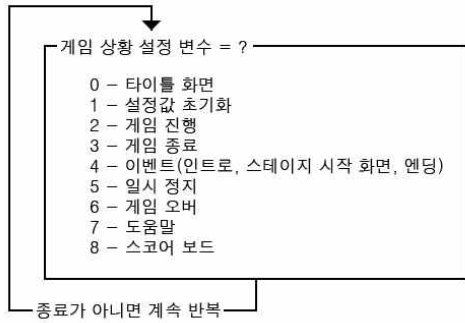 게임 상황 설정 변수 = ?
0 – 타이틀 화면
1 – 설정값 초기화
2 – 게임 진행
3 – 게임 종료
4 – 이벤트(인트로, 스테이지 시작 화면, 엔딩)
5 – 일시 정지
6 – 게임 오버
7 – 도움말
8 – 스코어 보드
종료가 아니면 계속 반복